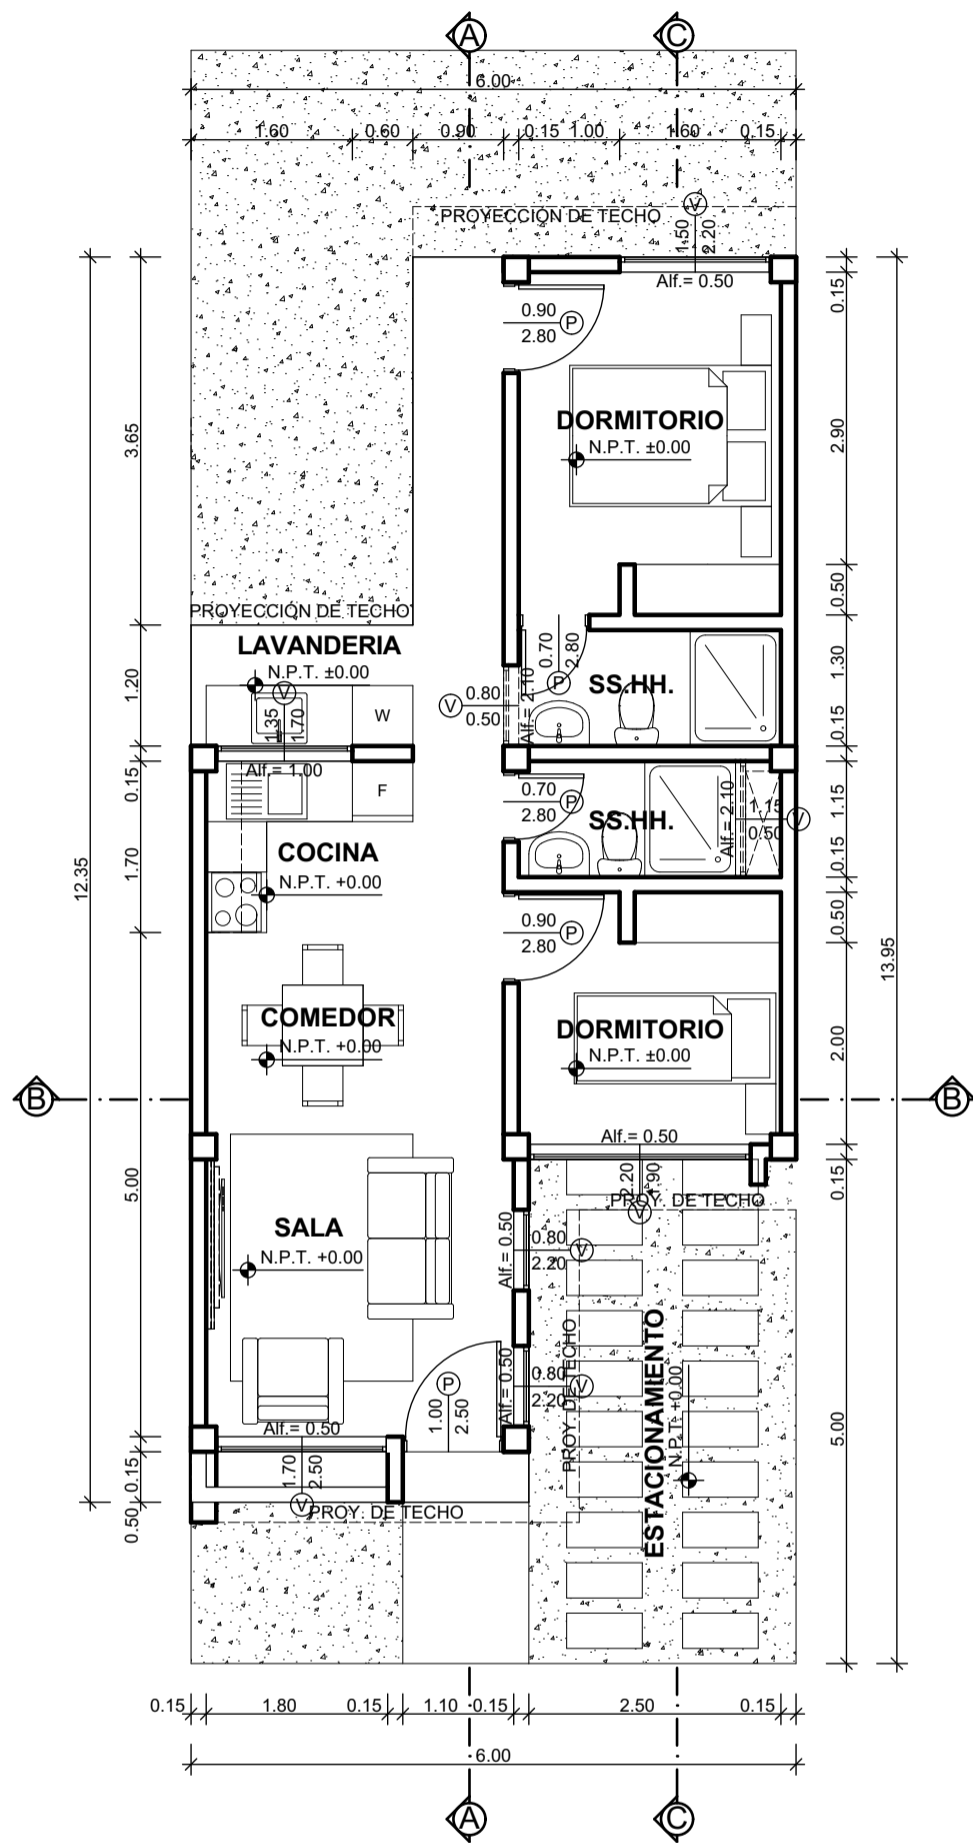 A C
6.00
1.60 0.60 0.90 0.15 1.00 1.60 0.15
V
PROYECCION DE TECHO
1.50
2.20
Alf.= 0.50
0.15
0.90
P
2.80
DORMITORIO
N.P.T. ±0.00
3.65
2.90
0.50
PROYECCION DE TECHO
LAVANDERIA
N.P.T. ±0.00
V
1.35
1.70
W
1.20
0.70
2.80
P
SS.HH.
1.30
V
0.80
0.50
Alf.= 2.10
0.15
Alf.= 1.00
F
0.15
0.70
P
2.80
SS.HH.
Alf.= 2.10
1.15
0.50
V
1.15
0.15
COCINA
N.P.T. +0.00
1.70
12.35
0.90
P
2.80
0.50
13.95
COMEDOR
N.P.T. +0.00
DORMITORIO
N.P.T. ±0.00
2.00
B B
Alf.= 0.50
2.20
1.90
V
PROY. DE TECHO
0.15
5.00
SALA
N.P.T. +0.00
Alf.= 0.50
0.80
V
2.20
Alf.= 0.50
0.80
V
2.20
PROY. DE TECHO
ESTACIONAMIENTO
N.P.T. +0.00
5.00
P
1.00
2.50
Alf.= 0.50
1.70
2.50
V
PROY. DE TECHO
0.15
0.50
0.15 1.80 0.15 1.10 0.15 2.50 0.15
6.00
A C